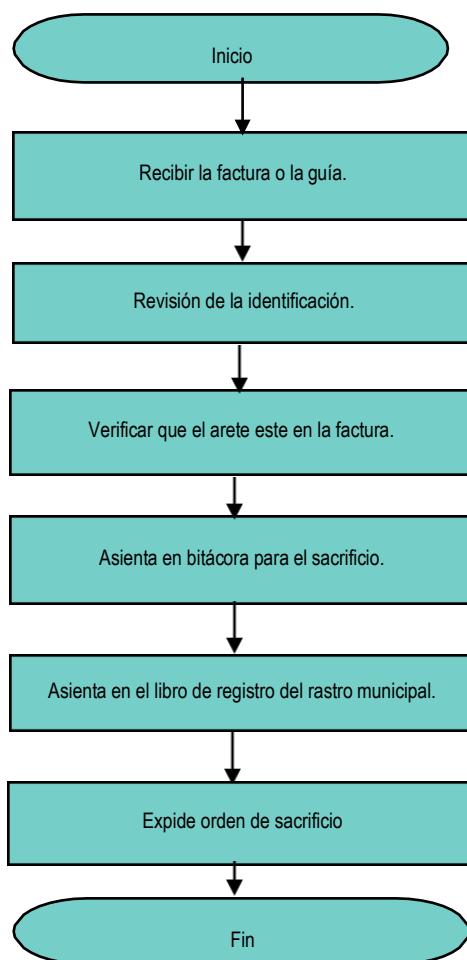 Inicio
Recibir la factura o la guía.
Revisión de la identificación.
Verificar que el arete este en la factura.
Asienta en bitácora para el sacrificio.
Asienta en el libro de registro del rastro municipal.
Expide orden de sacrificio
Fin